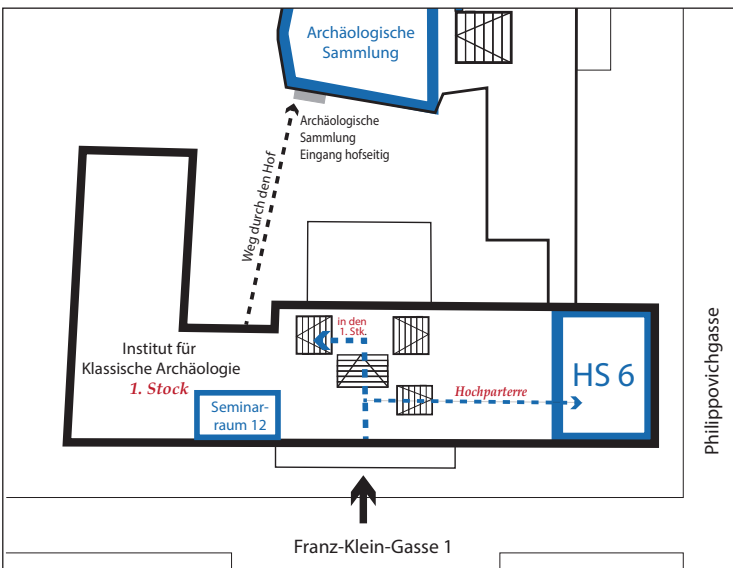 Archäologische
Sammlung
Archäologische
Sammlung
Eingang hofseitig
Weg durch den Hof
in den
1. Stk.
Institut für
Klassische Archäologie
1. Stock
Seminar-
raum 12
Hochparterre
HS 6
Philippovichgasse
Franz-Klein-Gasse 1